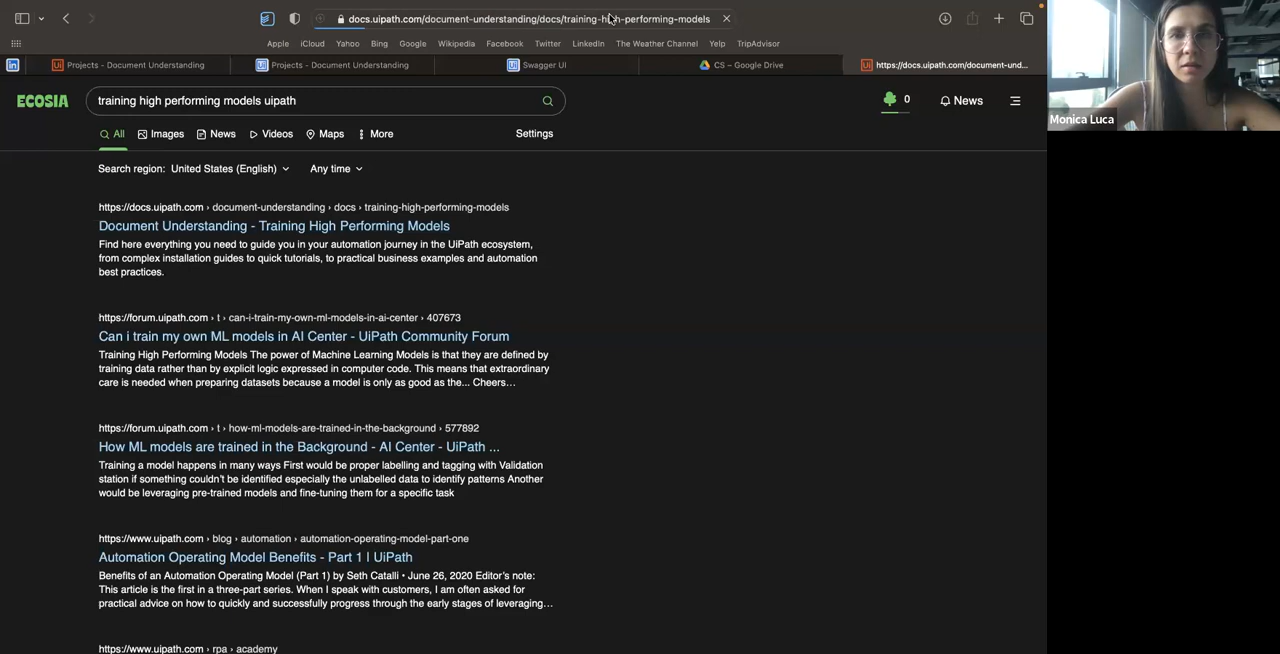 docs.uipath.com/document-understanding/docs/training-high-performing-models
Apple iCloud Yahoo Bing Google Wikipedia Facebook Twitter LinkedIn The Weather Channel Yelp TripAdvisor
in Ui Projects - Document Understanding Ui Projects - Document Understanding Ui Swagger UI CS – Google Drive Ui https://docs.uipath.com/document-und...
ECOSIA training high performing models uipath 0 News
All Images News Videos Maps More Settings
Search region: United States (English) Any time
https://docs.uipath.com › document-understanding › docs › training-high-performing-models
Document Understanding - Training High Performing Models
Find here everything you need to guide you in your automation journey in the UiPath ecosystem,
from complex installation guides to quick tutorials, to practical business examples and automation
best practices.
https://forum.uipath.com › t › can-i-train-my-own-ml-models-in-ai-center › 407673
Can i train my own ML models in AI Center - UiPath Community Forum
Training High Performing Models The power of Machine Learning Models is that they are defined by
training data rather than by explicit logic expressed in computer code. This means that extraordinary
care is needed when preparing datasets because a model is only as good as the... Cheers...
https://forum.uipath.com › t › how-ml-models-are-trained-in-the-background › 577892
How ML models are trained in the Background - AI Center - UiPath ...
Training a model happens in many ways First would be proper labelling and tagging with Validation
station if something couldn't be identified especially the unlabelled data to identify patterns Another
would be leveraging pre-trained models and fine-tuning them for a specific task
https://www.uipath.com › blog › automation › automation-operating-model-part-one
Automation Operating Model Benefits - Part 1 | UiPath
Benefits of an Automation Operating Model (Part 1) by Seth Catalli • June 26, 2020 Editor's note:
This article is the first in a three-part series. When I speak with customers, I am often asked for
practical advice on how to quickly and successfully progress through the early stages of leveraging...
https://www.uipath.com › rpa › academy
Monica Luca